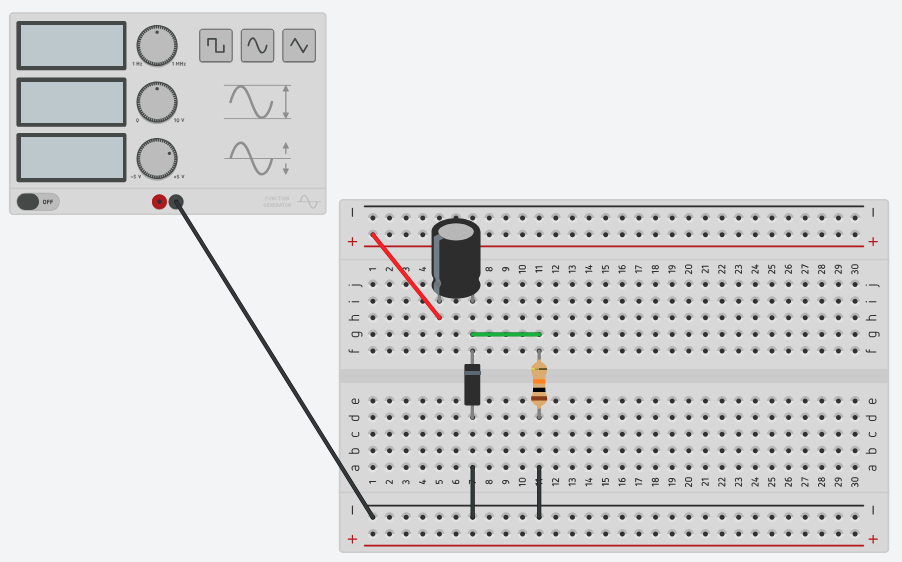 1 Hz 1 MHz
0 10 V
-5 V +5 V
OFF
FUNCTION
GENERATOR
− −
+ +
1 2 3 4 8 9 10 11 12 13 14 15 16 17 18 19 20 21 22 23 24 25 26 27 28 29 30
j j
i i
h h
g g
f f
e e
d d
c c
b b
a a
1 2 3 4 5 6 7 8 9 10 11 12 13 14 15 16 17 18 19 20 21 22 23 24 25 26 27 28 29 30
− −
+ +